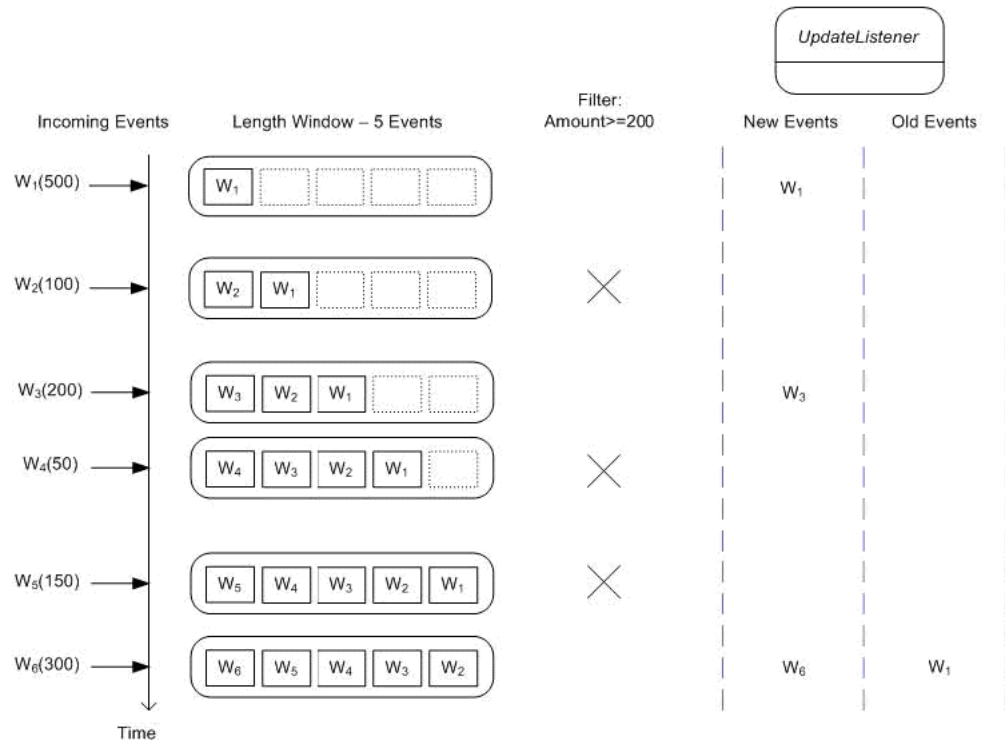 UpdateListener
Filter:
Incoming Events Length Window – 5 Events Amount>=200 New Events Old Events
W₁(500) W₁ W₁
W₂(100) W₂ W₁
W₃(200) W₃ W₂ W₁ W₃
W₄(50) W₄ W₃ W₂ W₁
W₅(150) W₅ W₄ W₃ W₂ W₁
W₆(300) W₆ W₅ W₄ W₃ W₂ W₆ W₁
Time